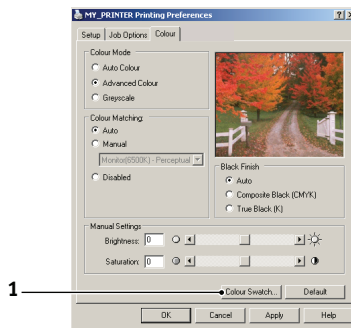 MY_PRINTER Printing Preferences
Setup Job Options Colour
Colour Mode
Auto Colour
Advanced Colour
Greyscale
Colour Matching:
Auto
Manual
Monitor(6500K) - Perceptual
Disabled
Black Finish
Auto
Composite Black (CMYK)
True Black (K)
Manual Settings
Brightness: 0
Saturation: 0
1
Colour Swatch... Default
OK Cancel Apply Help